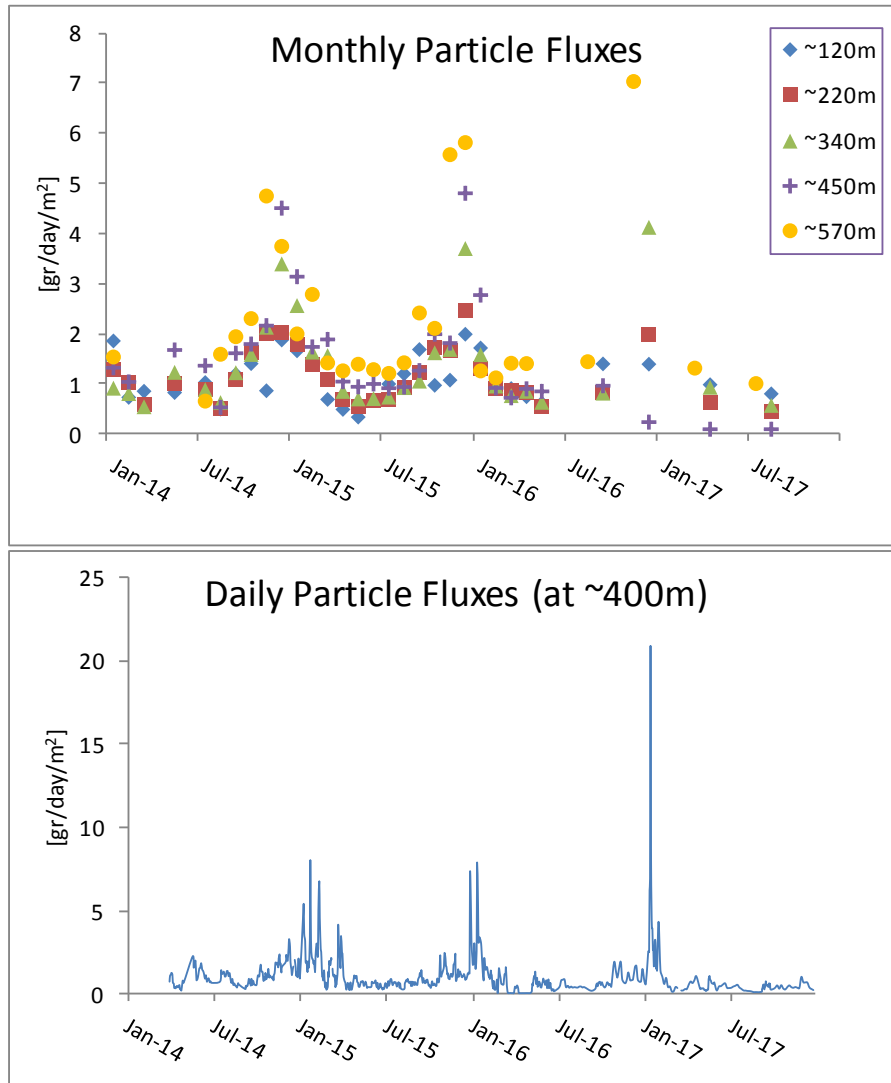 Monthly Particle Fluxes
[gr/day/m²]
8
7
6
5
4
3
2
1
0
Jan-14
Jul-14
Jan-15
Jul-15
Jan-16
Jul-16
Jan-17
Jul-17
~120m
~220m
~340m
~450m
~570m
Daily Particle Fluxes (at ~400m)
[gr/day/m²]
25
20
15
10
5
0
Jan-14
Jul-14
Jan-15
Jul-15
Jan-16
Jul-16
Jan-17
Jul-17